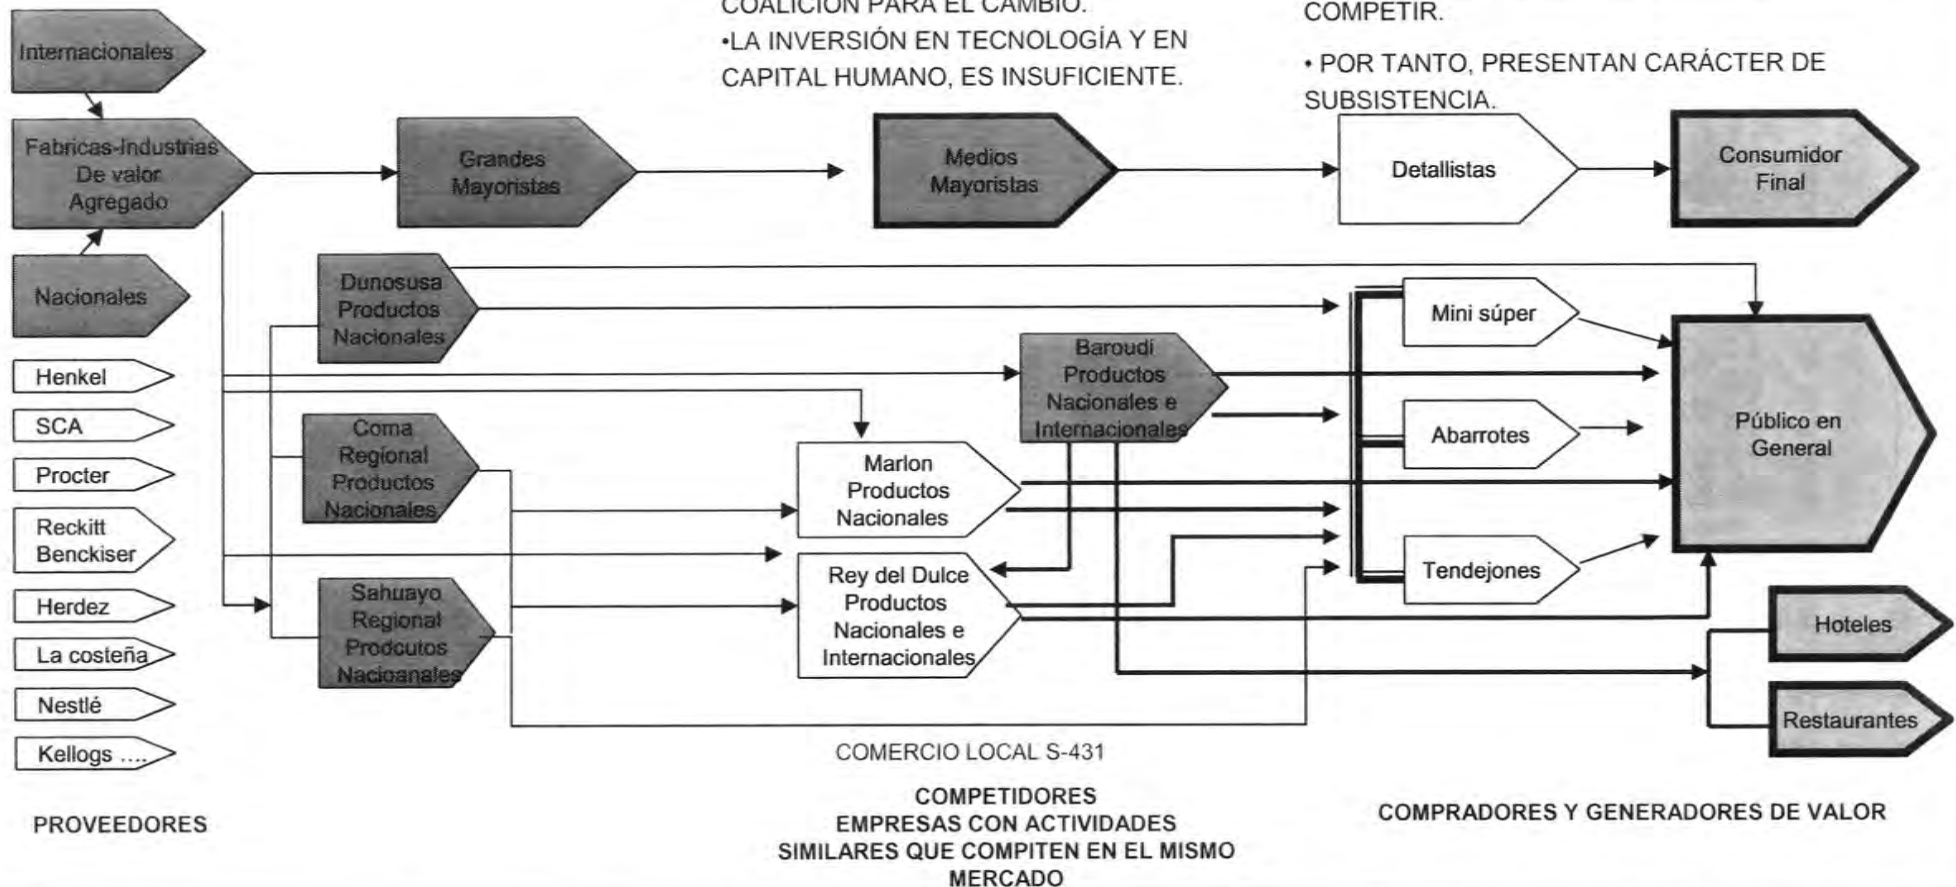 COALICIÓN PARA EL CAMBIO.
•LA INVERSIÓN EN TECNOLOGÍA Y EN
CAPITAL HUMANO, ES INSUFICIENTE.
COMPETIR.
• POR TANTO, PRESENTAN CARÁCTER DE
SUBSISTENCIA.
Internacionales
Fabricas-Industrias
De valor
Agregado
Grandes
Mayoristas
Medios
Mayoristas
Detallistas
Consumidor
Final
Nacionales
Dunosusa
Productos
Nacionales
Mini súper
Baroudi
Productos
Nacionales e
Internacionales
Henkel
SCA
Procter
Reckitt
Benckiser
Herdez
La costeña
Nestlé
Kellogs ....
Coma
Regional
Productos
Nacionales
Marlon
Productos
Nacionales
Abarrotes
Público en
General
Sahuayo
Regional
Prodcutos
Nacioanales
Rey del Dulce
Productos
Nacionales e
Internacionales
Tendejones
Hoteles
Restaurantes
COMERCIO LOCAL S-431
PROVEEDORES
COMPETIDORES
EMPRESAS CON ACTIVIDADES
SIMILARES QUE COMPITEN EN EL MISMO
MERCADO
COMPRADORES Y GENERADORES DE VALOR